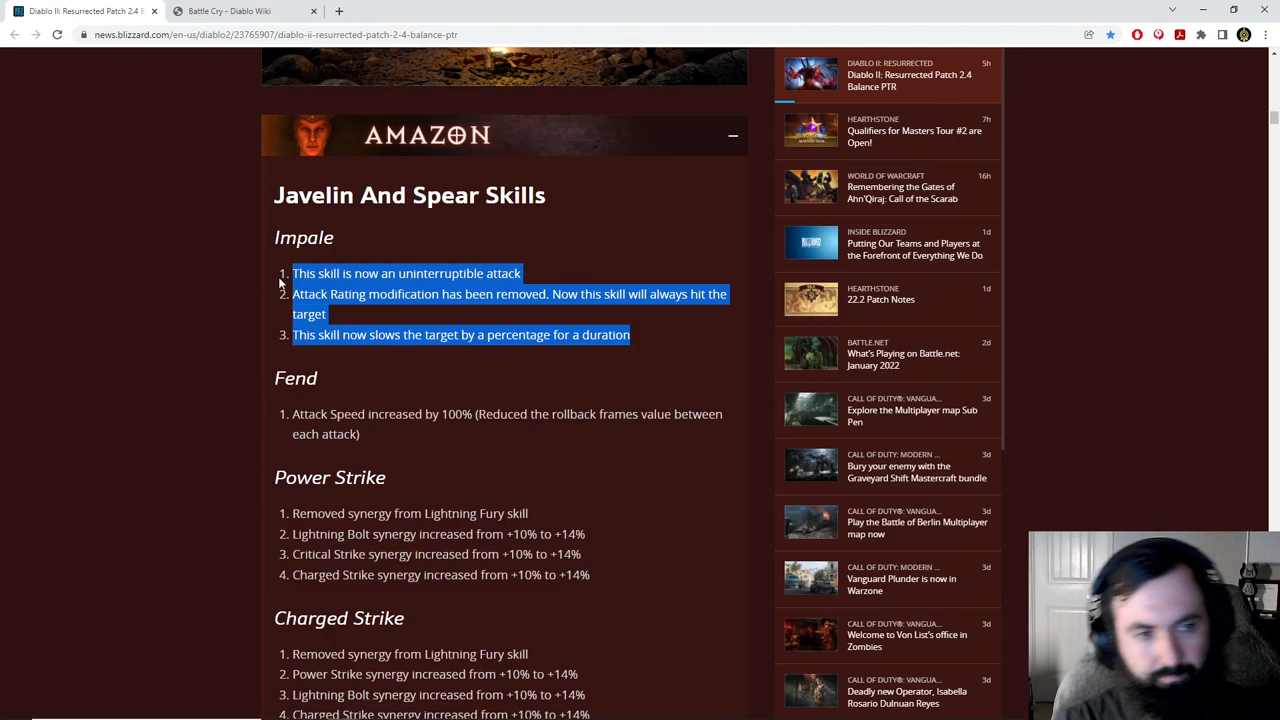 Diablo II: Resurrected Patch 2.4 B
Battle Cry - Diablo Wiki
news.blizzard.com/en-us/diablo2/23765907/diablo-ii-resurrected-patch-2-4-balance-ptr
AMAZON
Javelin And Spear Skills
Impale
1. This skill is now an uninterruptible attack
2. Attack Rating modification has been removed. Now this skill will always hit the
target
3. This skill now slows the target by a percentage for a duration
Fend
1. Attack Speed increased by 100% (Reduced the rollback frames value between
each attack)
Power Strike
1. Removed synergy from Lightning Fury skill
2. Lightning Bolt synergy increased from +10% to +14%
3. Critical Strike synergy increased from +10% to +14%
4. Charged Strike synergy increased from +10% to +14%
Charged Strike
1. Removed synergy from Lightning Fury skill
2. Power Strike synergy increased from +10% to +14%
3. Lightning Bolt synergy increased from +10% to +14%
4. Charged Strike synergy increased from +10% to +14%
DIABLO II: RESURRECTED 5h
Diablo II: Resurrected Patch 2.4
Balance PTR
HEARTHSTONE 7h
Qualifiers for Masters Tour #2 are
Open!
WORLD OF WARCRAFT 16h
Remembering the Gates of
Ahn'Qiraj: Call of the Scarab
INSIDE BLIZZARD 1d
Putting Our Teams and Players at
the Forefront of Everything We Do
HEARTHSTONE 1d
22.2 Patch Notes
BATTLE.NET 2d
What's Playing on Battle.net:
January 2022
CALL OF DUTY®: VANGUA... 3d
Explore the Multiplayer map Sub
Pen
CALL OF DUTY: MODERN ... 3d
Bury your enemy with the
Graveyard Shift Mastercraft bundle
CALL OF DUTY®: VANGUA... 3d
Play the Battle of Berlin Multiplayer
map now
CALL OF DUTY: MODERN ... 3d
Vanguard Plunder is now in
Warzone
CALL OF DUTY®: VANGUA... 3d
Welcome to Von List's office in
Zombies
CALL OF DUTY®: VANGUA... 3d
Deadly new Operator, Isabella
Rosario Dulnuan Reyes